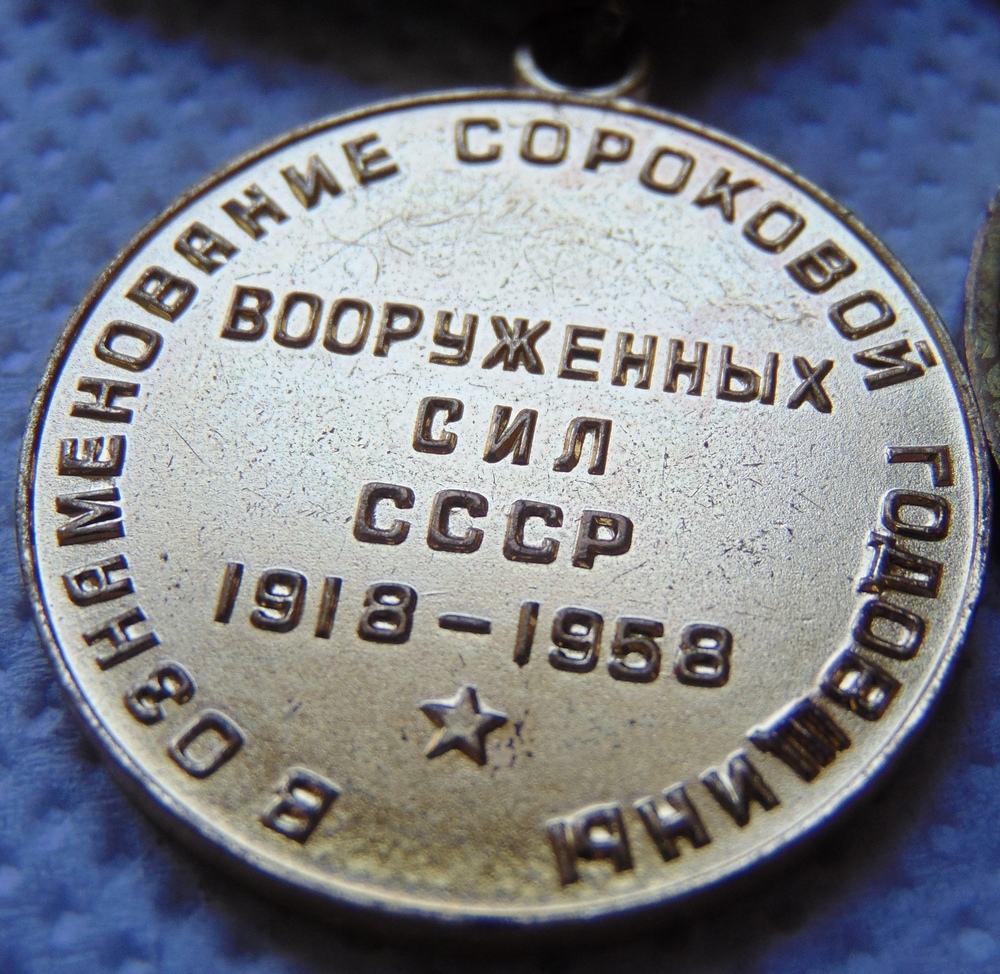 В ОЗНАМЕНОВАНИЕ СОРОКОВОЙ ГОДОВЩИНЫ
ВООРУЖЕННЫХ
СИЛ
СССР
1918-1958